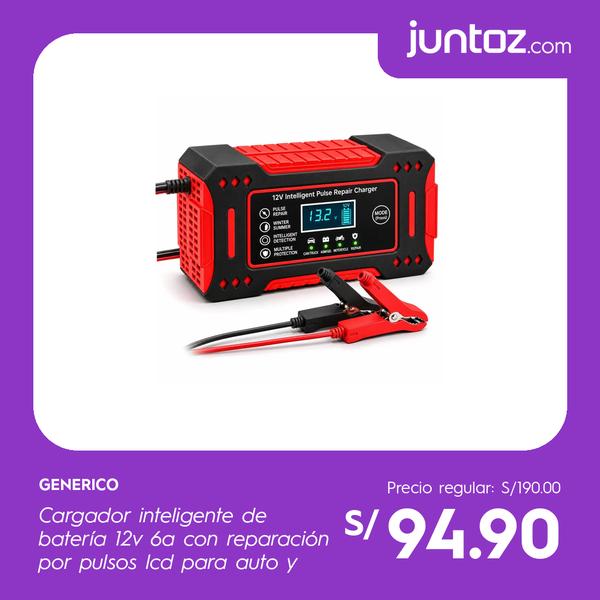 juntoz.com
12V Intelligent Pulse Repair Charger
PULSE
REPAIR
WINTER
SUMMER
INTELLIGENT
DETECTION
MULTIPLE
PROTECTION
13.2
12V
MODE
REPAIR
GENERICO
Cargador inteligente de
batería 12v 6a con reparación
por pulsos lcd para auto y
Precio regular: S/190.00
S/94.90